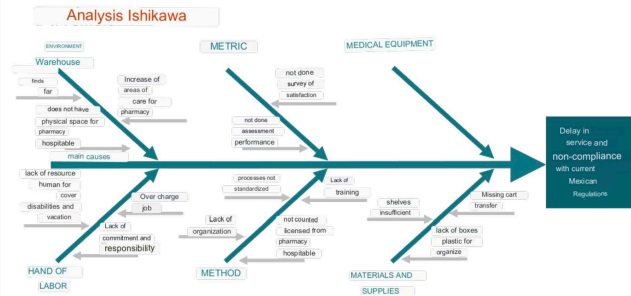 Analysis Ishikawa
ENVIRONMENT
Warehouse
finds
far
Increase of
areas of
care for
pharmacy
does not have
physical space for
pharmacy
hospitable
METRIC
not done
survey of
satisfaction
not done
assessment
performance
MEDICAL EQUIPMENT
main causes
Delay in
service and
non-compliance
with current
Mexican
Regulations
lack of resource
human for
cover
disabilities and
vacation
Over charge
job
Lack of
commitment and
responsibility
HAND OF
LABOR
processes not
standardized
Lack of
training
Lack of
organization
not counted
licensed from
pharmacy
hospitable
METHOD
shelves
insufficient
Missing cart
transfer
lack of boxes
plastic for
organize
MATERIALS AND
SUPPLIES